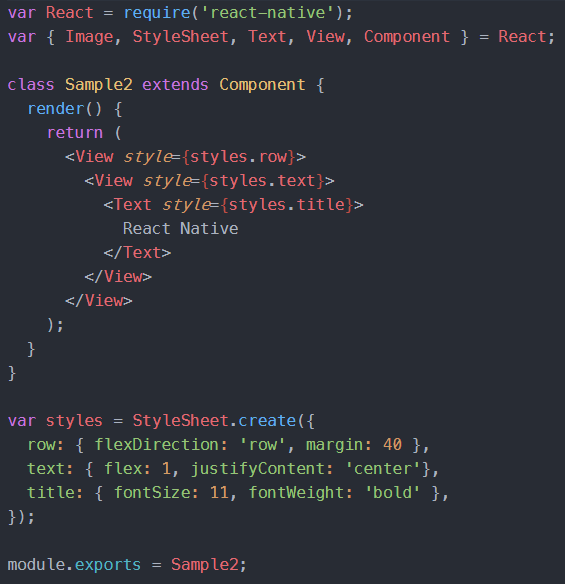 var React = require('react-native');
var { Image, StyleSheet, Text, View, Component } = React;

class Sample2 extends Component {
  render() {
    return (
      <View style={styles.row}>
        <View style={styles.text}>
          <Text style={styles.title}>
            React Native
          </Text>
        </View>
      </View>
    );
  }
}

var styles = StyleSheet.create({
  row: { flexDirection: 'row', margin: 40 },
  text: { flex: 1, justifyContent: 'center'},
  title: { fontSize: 11, fontWeight: 'bold' },
});

module.exports = Sample2;